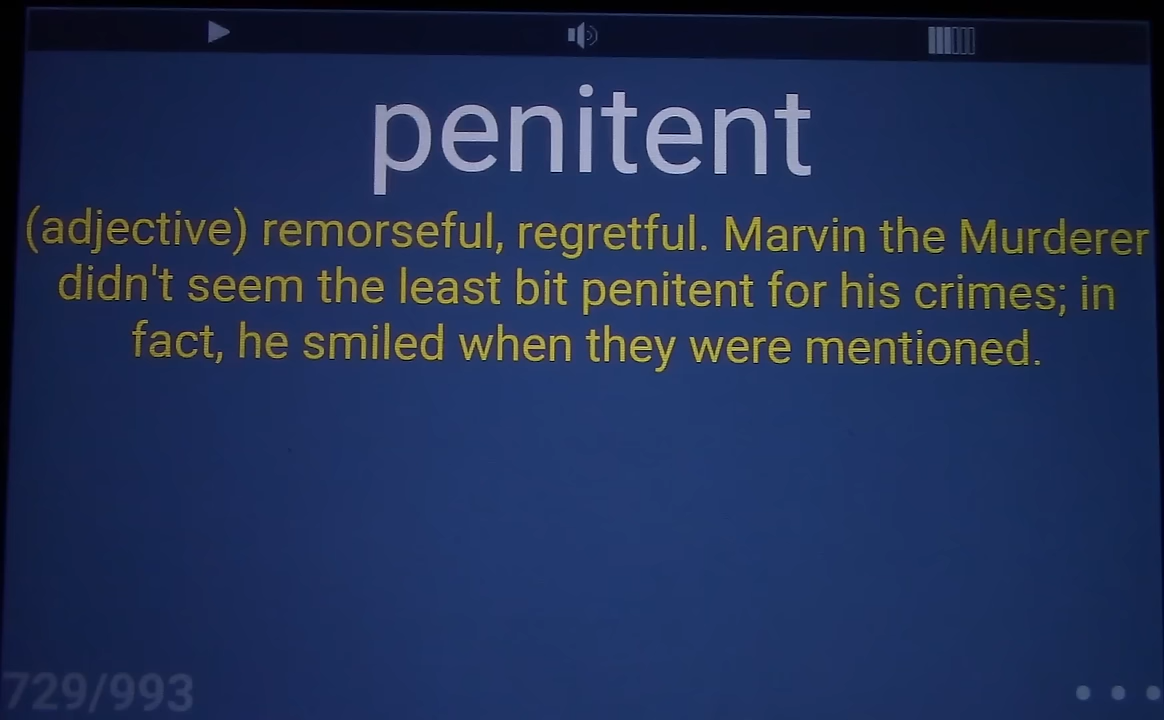 penitent
(adjective) remorseful, regretful. Marvin the Murderer
didn't seem the least bit penitent for his crimes; in
fact, he smiled when they were mentioned.
729/993